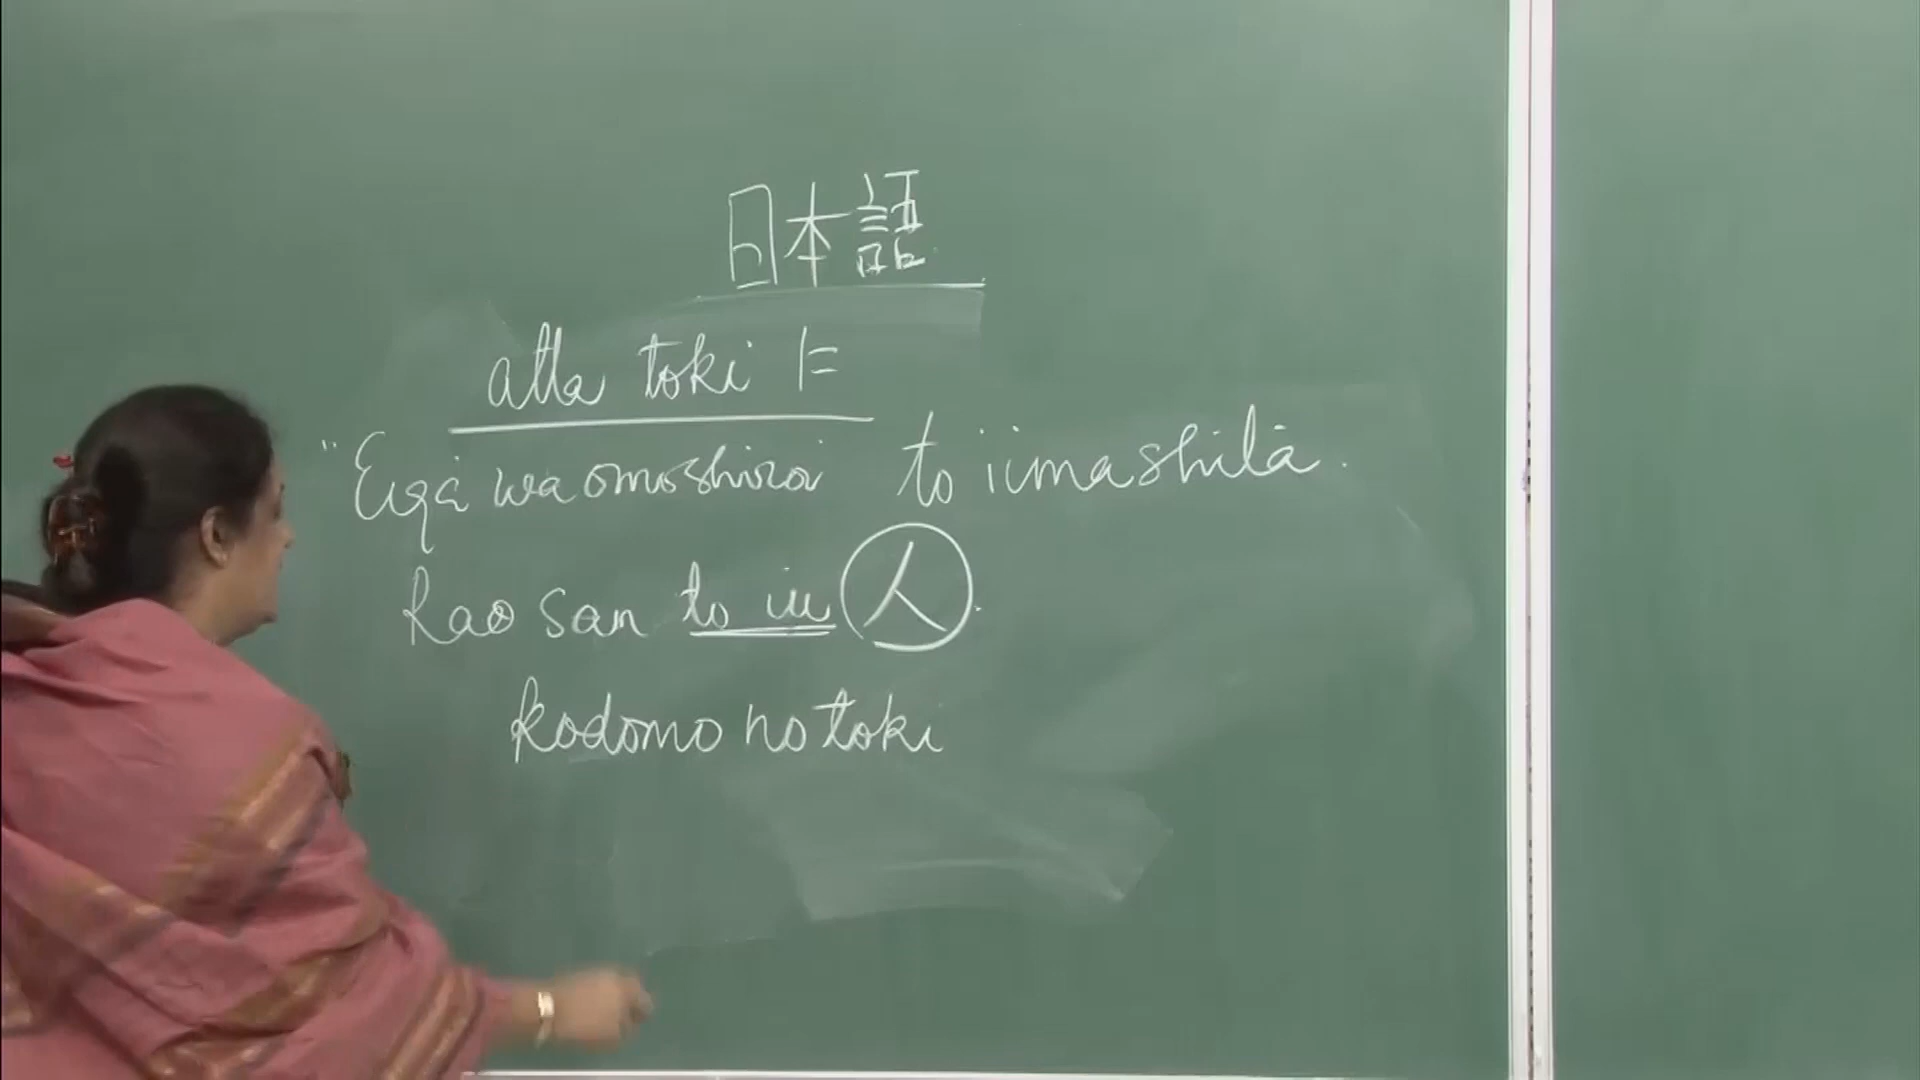 日本語
atta toki に
"Eiga wa omoshiroi to iimashita.
Rao san to iu 人.
kodomo no toki